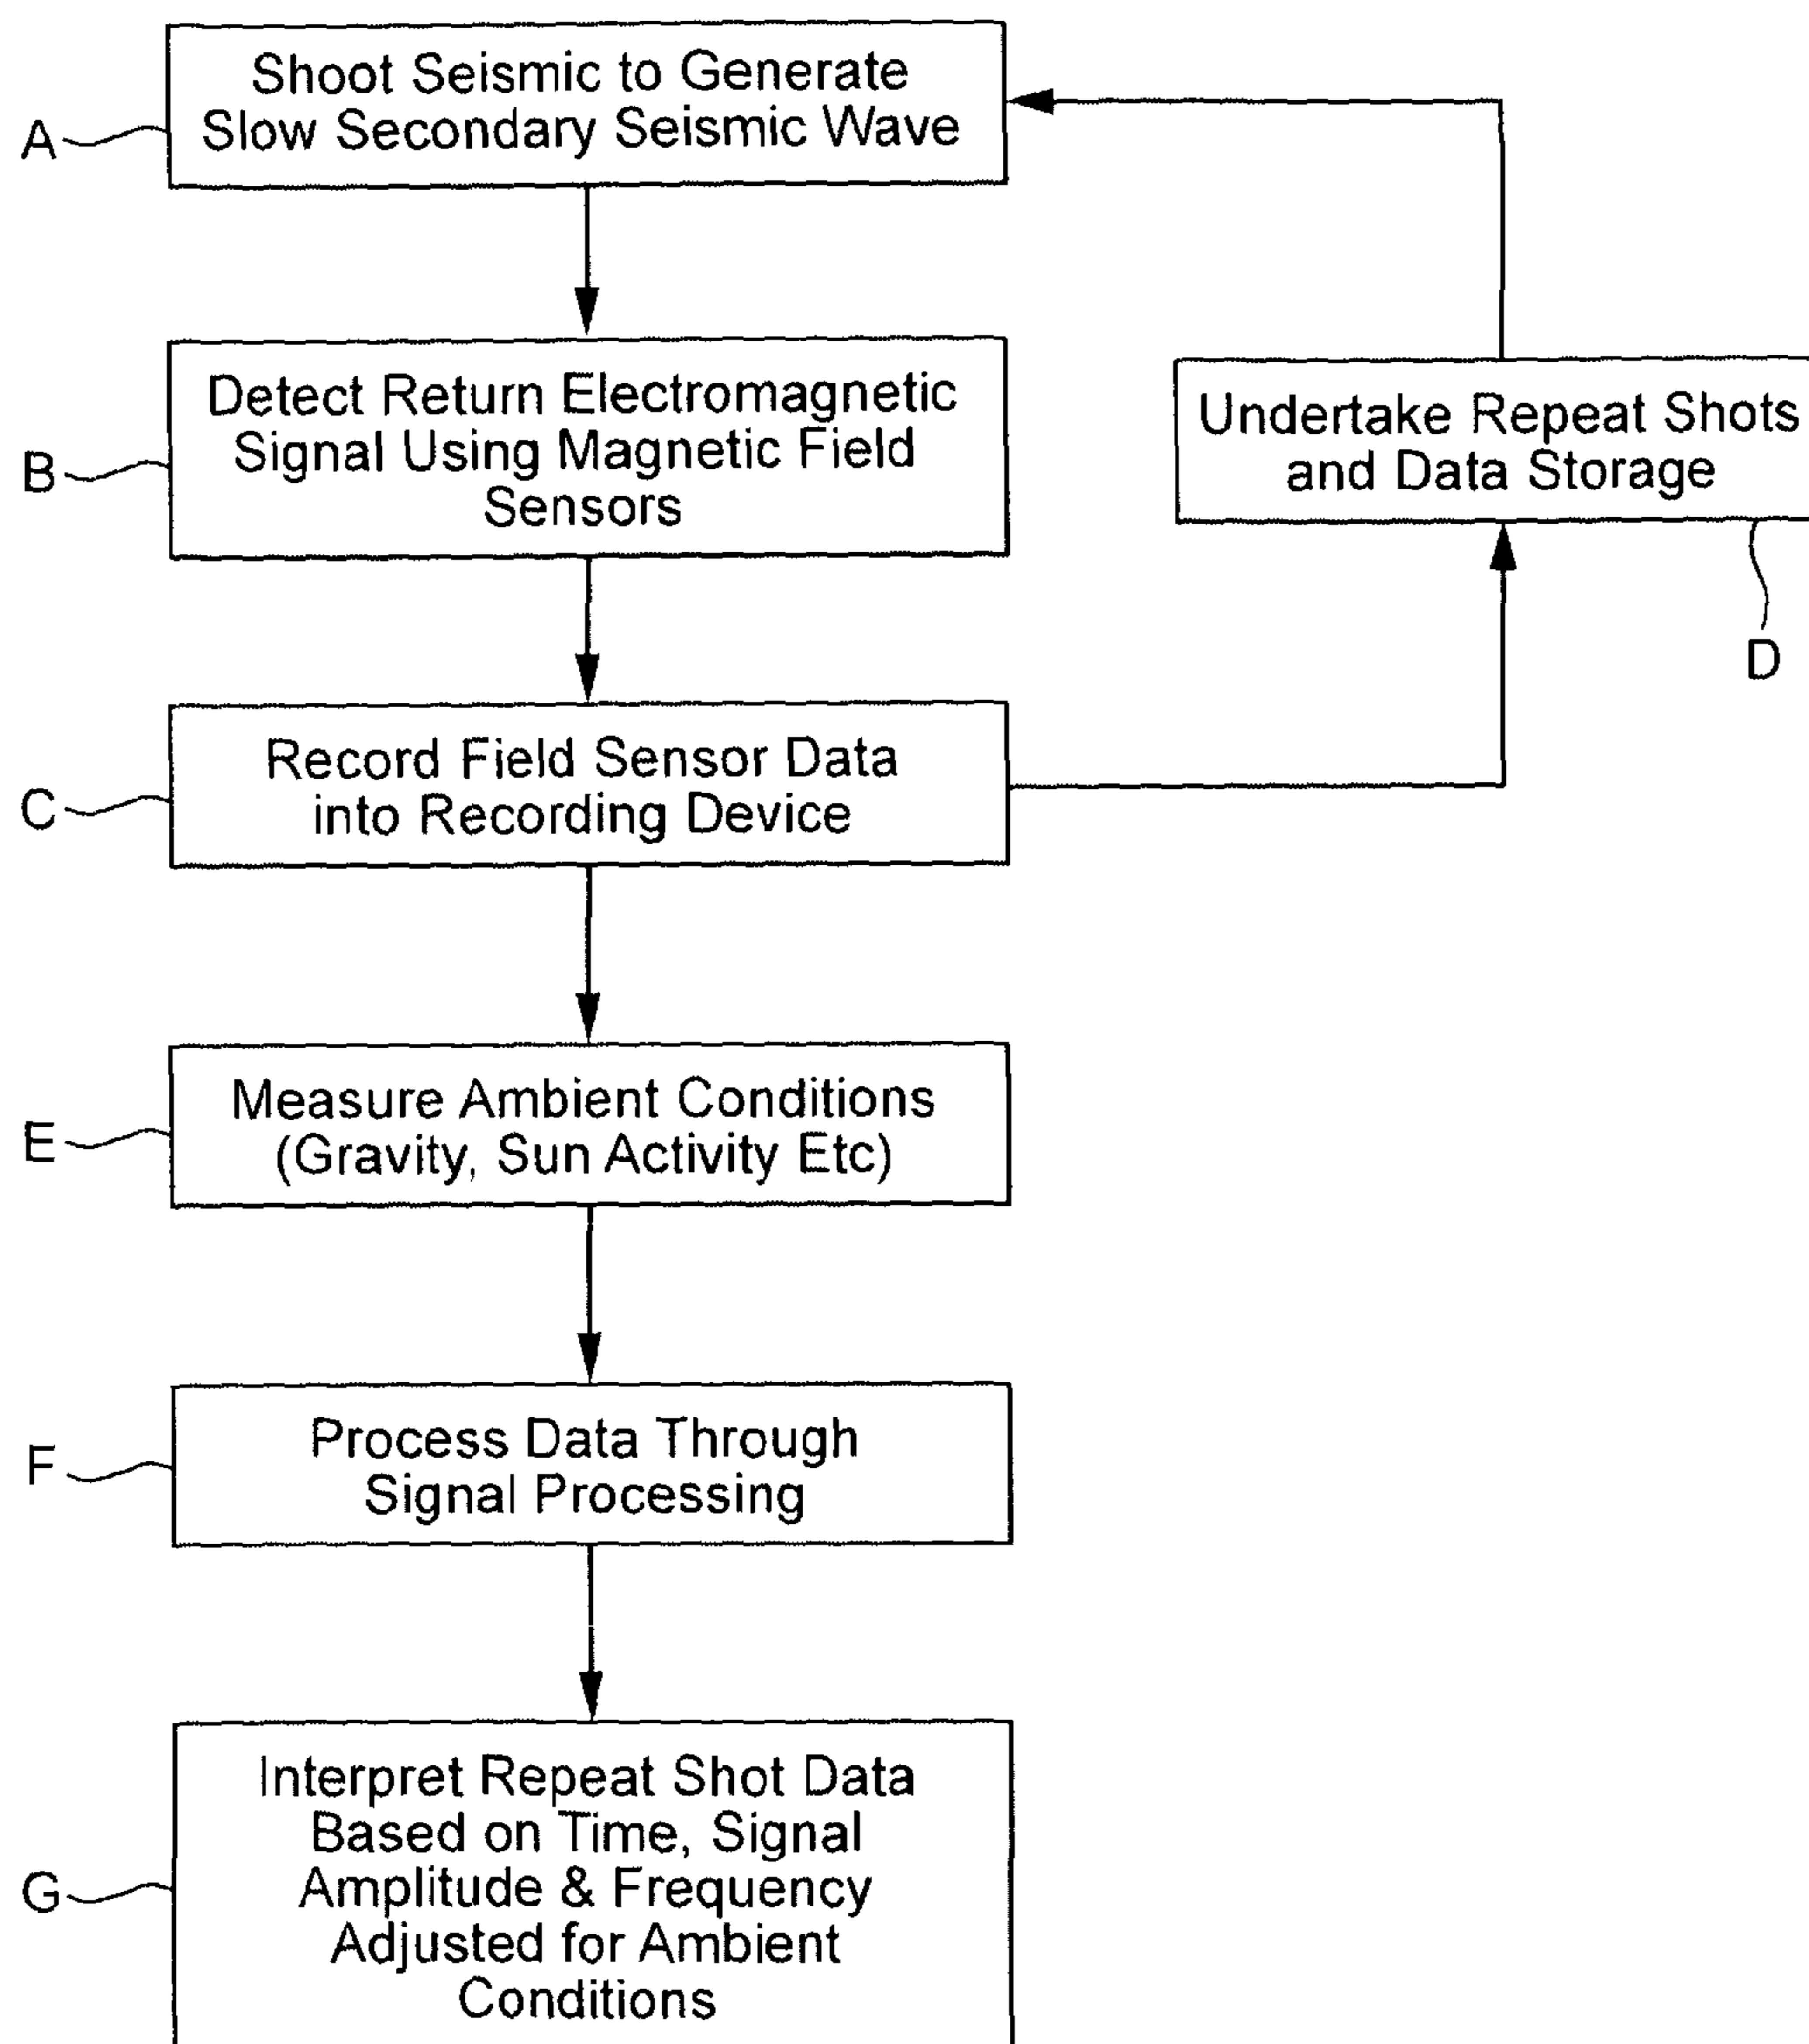 Shoot Seismic to Generate
Slow Secondary Seismic Wave
A
Detect Return Electromagnetic
Signal Using Magnetic Field
Sensors
B
Undertake Repeat Shots
and Data Storage
D
Record Field Sensor Data
into Recording Device
C
Measure Ambient Conditions
(Gravity, Sun Activity Etc)
E
Process Data Through
Signal Processing
F
Interpret Repeat Shot Data
Based on Time, Signal
Amplitude & Frequency
Adjusted for Ambient
Conditions
G